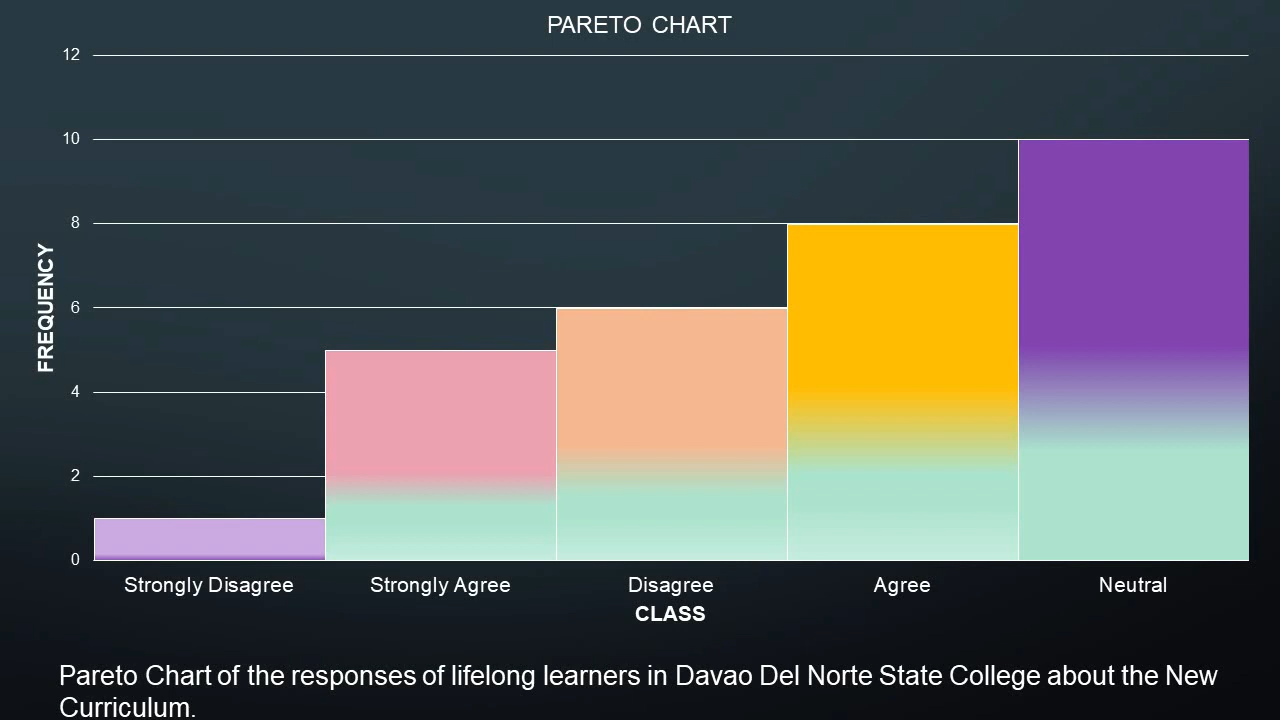 PARETO CHART
12
10
8
6
4
2
0
FREQUENCY
Strongly Disagree Strongly Agree Disagree Agree Neutral
CLASS
Pareto Chart of the responses of lifelong learners in Davao Del Norte State College about the New
Curriculum.